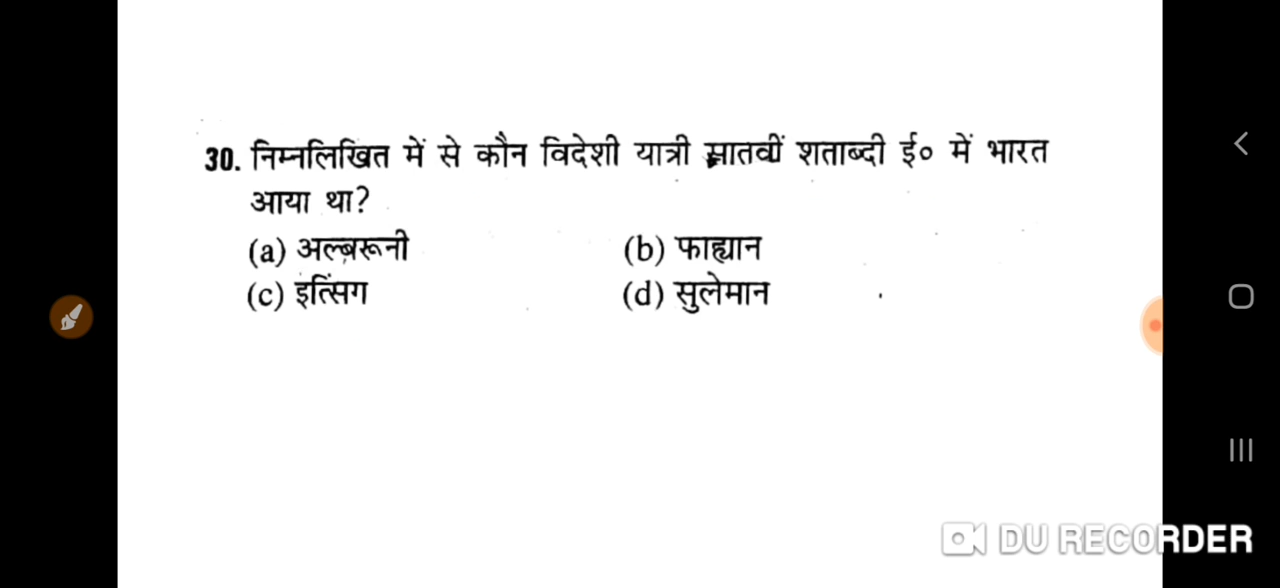 30. निम्नलिखित में से कौन विदेशी यात्री सातवीं शताब्दी ई० में भारत
आया था?
(a) अल्बरूनी (b) फाह्यान
(c) इत्सिंग (d) सुलेमान
DU RECORDER